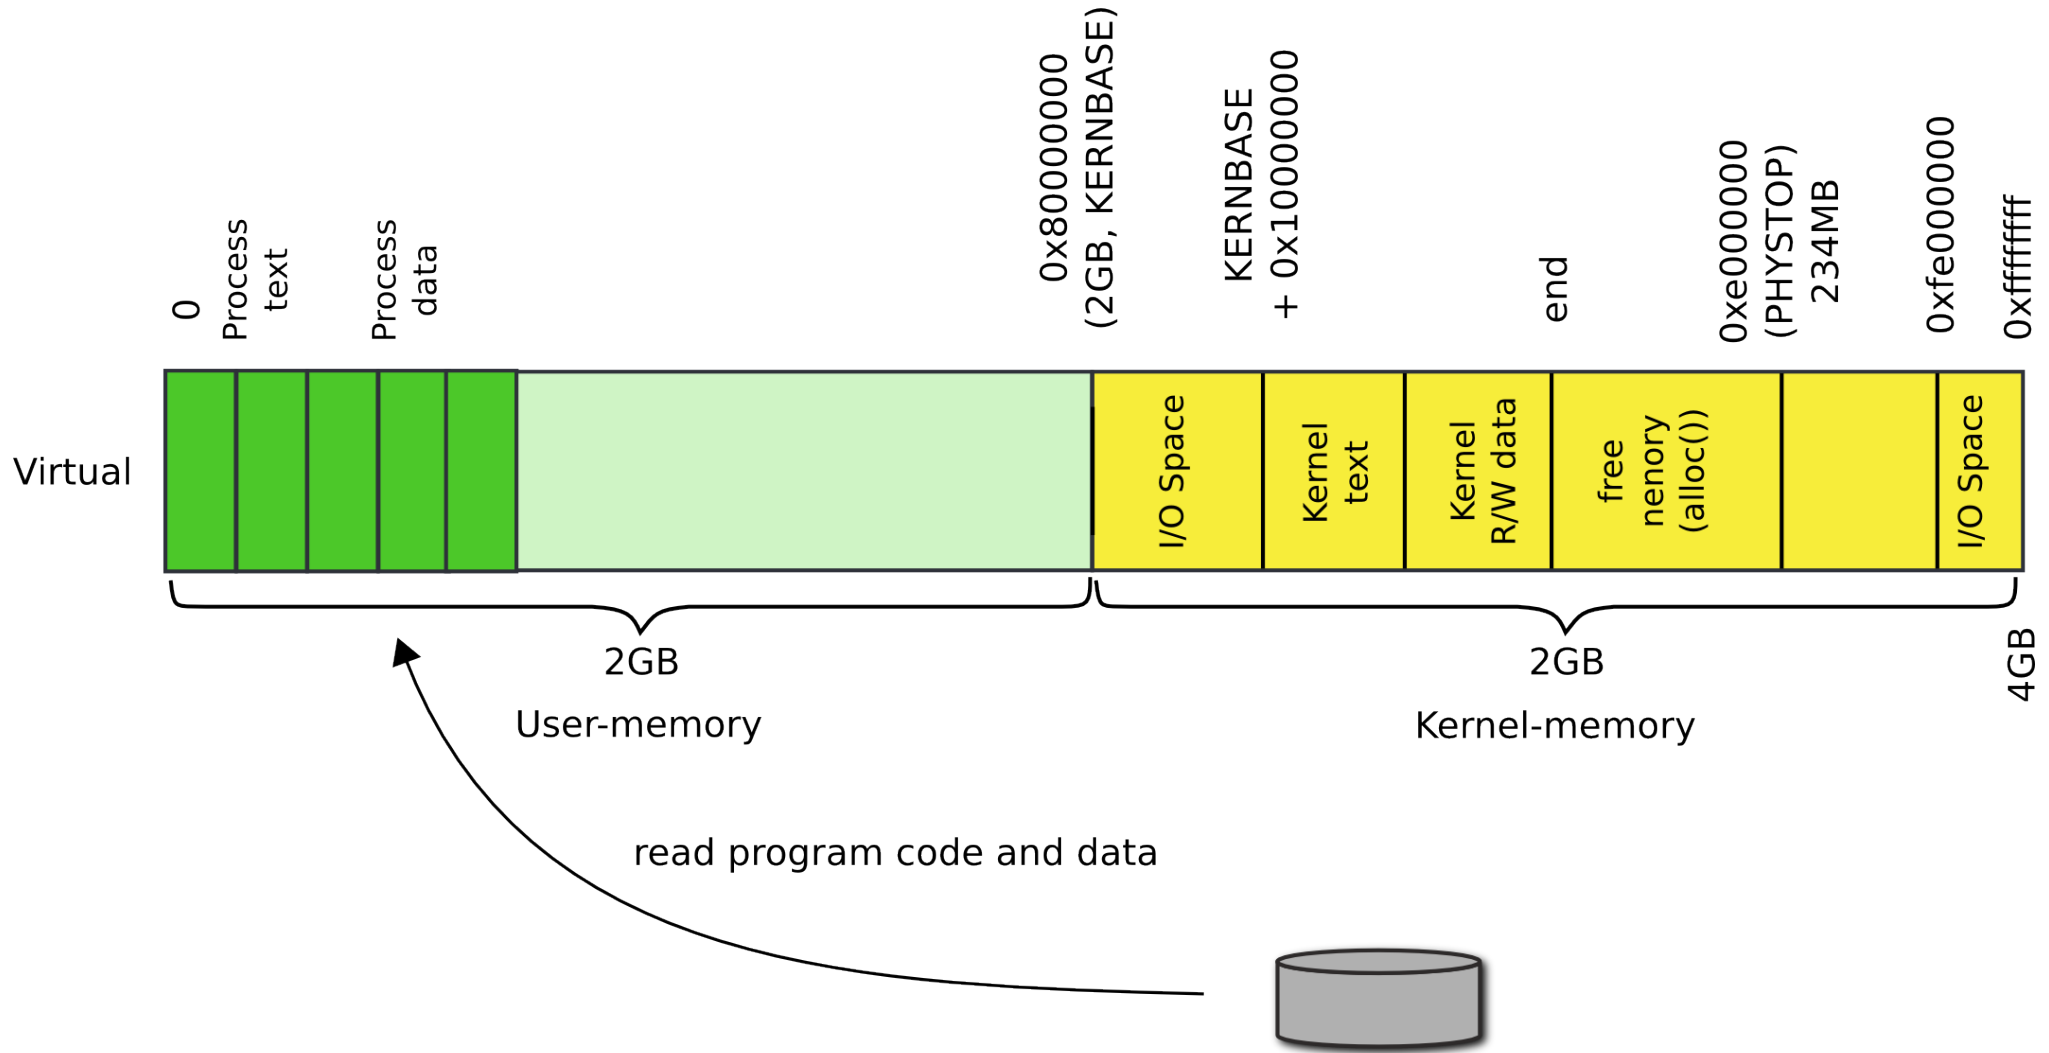 0
Process
text
Process
data
0x80000000
(2GB, KERNBASE)
KERNBASE
+ 0x10000000
end
0xe000000
(PHYSTOP)
234MB
0xfe000000
0xffffffff
Virtual
I/O Space
Kernel
text
Kernel
R/W data
free
nenory
(alloc())
I/O Space
2GB
User-memory
2GB
Kernel-memory
4GB
read program code and data